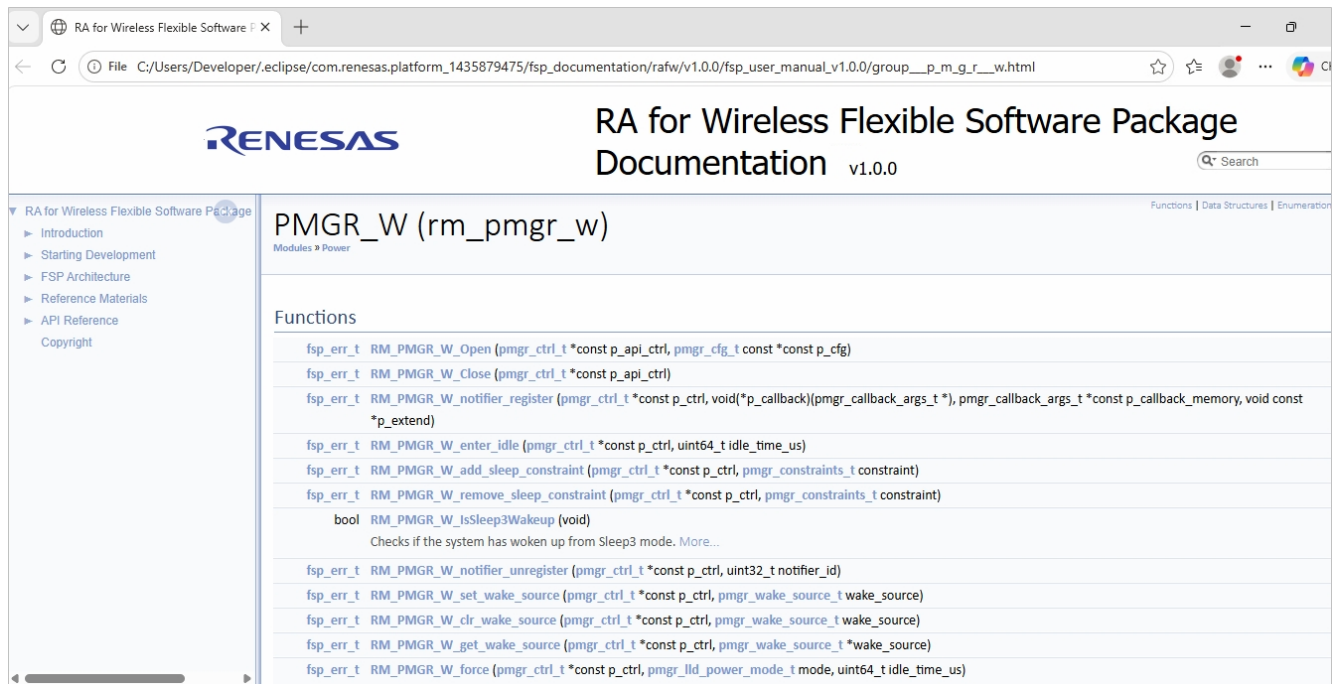 RA for Wireless Flexible Software P
File C:/Users/Developer/.eclipse/com.renesas.platform_1435879475/fsp_documentation/rafw/v1.0.0/fsp_user_manual_v1.0.0/group___p_m_g_r___w.html
RENESAS
RA for Wireless Flexible Software Package
Documentation v1.0.0
Search
RA for Wireless Flexible Software Package
Introduction
Starting Development
FSP Architecture
Reference Materials
API Reference
Copyright
Functions | Data Structures | Enumeration
PMGR_W (rm_pmgr_w)
Modules » Power
Functions
fsp_err_t RM_PMGR_W_Open (pmgr_ctrl_t *const p_api_ctrl, pmgr_cfg_t const *const p_cfg)
fsp_err_t RM_PMGR_W_Close (pmgr_ctrl_t *const p_api_ctrl)
fsp_err_t RM_PMGR_W_notifier_register (pmgr_ctrl_t *const p_ctrl, void(*p_callback)(pmgr_callback_args_t *), pmgr_callback_args_t *const p_callback_memory, void const
*p_extend)
fsp_err_t RM_PMGR_W_enter_idle (pmgr_ctrl_t *const p_ctrl, uint64_t idle_time_us)
fsp_err_t RM_PMGR_W_add_sleep_constraint (pmgr_ctrl_t *const p_ctrl, pmgr_constraints_t constraint)
fsp_err_t RM_PMGR_W_remove_sleep_constraint (pmgr_ctrl_t *const p_ctrl, pmgr_constraints_t constraint)
bool RM_PMGR_W_IsSleep3Wakeup (void)
Checks if the system has woken up from Sleep3 mode. More...
fsp_err_t RM_PMGR_W_notifier_unregister (pmgr_ctrl_t *const p_ctrl, uint32_t notifier_id)
fsp_err_t RM_PMGR_W_set_wake_source (pmgr_ctrl_t *const p_ctrl, pmgr_wake_source_t wake_source)
fsp_err_t RM_PMGR_W_clr_wake_source (pmgr_ctrl_t *const p_ctrl, pmgr_wake_source_t wake_source)
fsp_err_t RM_PMGR_W_get_wake_source (pmgr_ctrl_t *const p_ctrl, pmgr_wake_source_t *wake_source)
fsp_err_t RM_PMGR_W_force (pmgr_ctrl_t *const p_ctrl, pmgr_lld_power_mode_t mode, uint64_t idle_time_us)